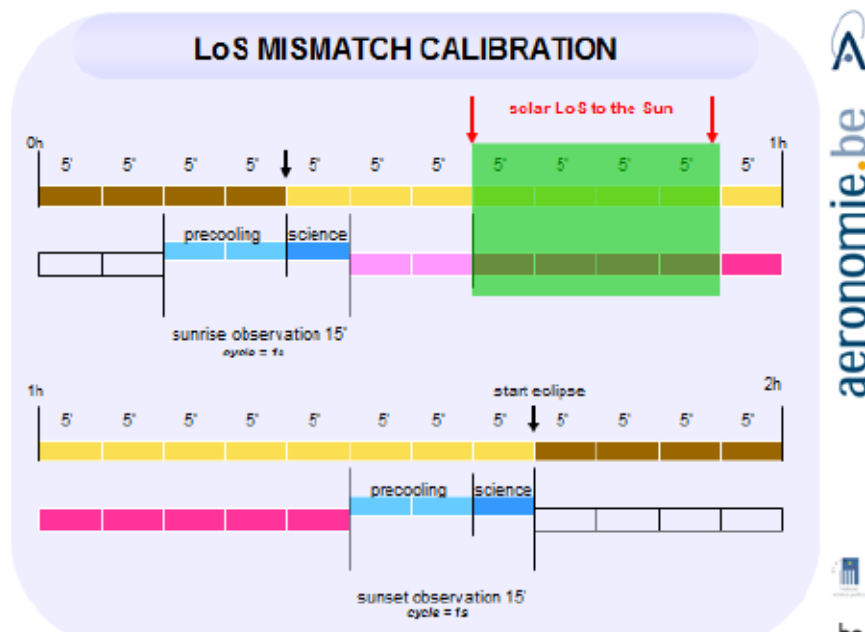 LoS MISMATCH CALIBRATION
solar LoS to the Sun
0h 1h
5' 5' 5' 5' 5' 5' 5' 5' 5' 5' 5' 5'
precooling science
sunrise observation 15'
cycle = 1s
1h start eclipse 2h
5' 5' 5' 5' 5' 5' 5' 5' 5' 5' 5' 5'
precooling science
sunset observation 15'
cycle = 1s
aeronomie.be